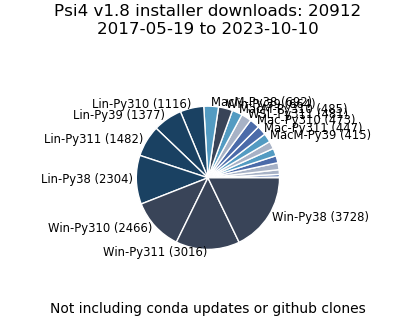 Psi4 v1.8 installer downloads: 20912
2017-05-19 to 2023-10-10
MacM-Py38 (692)
Lin-Py310 (1116)
Lin-Py39 (1377)
Mac-Py310 (473)
Mac-Py311 (447)
MacM-Py39 (415)
Lin-Py311 (1482)
Lin-Py38 (2304)
Win-Py38 (3728)
Win-Py310 (2466)
Win-Py311 (3016)
Not including conda updates or github clones